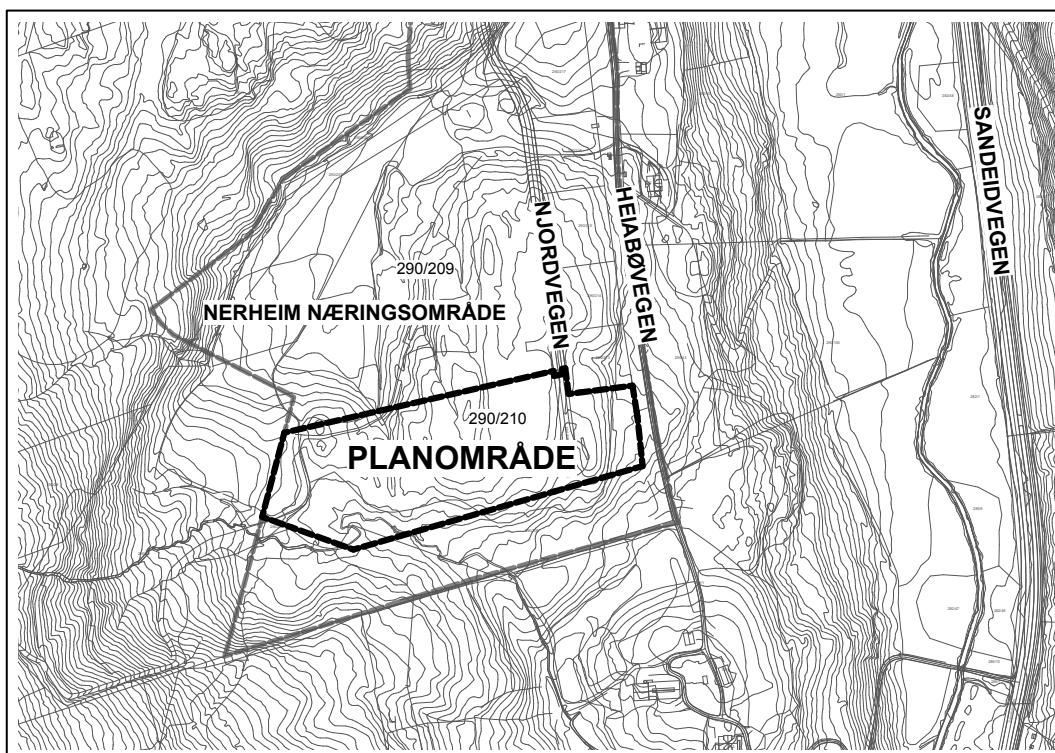 SANDEIDVEGEN
HEIABØVEGEN
NJORDVEGEN
290/209
NERHEIM NÆRINGSOMRÅDE
290/210
PLANOMRÅDE